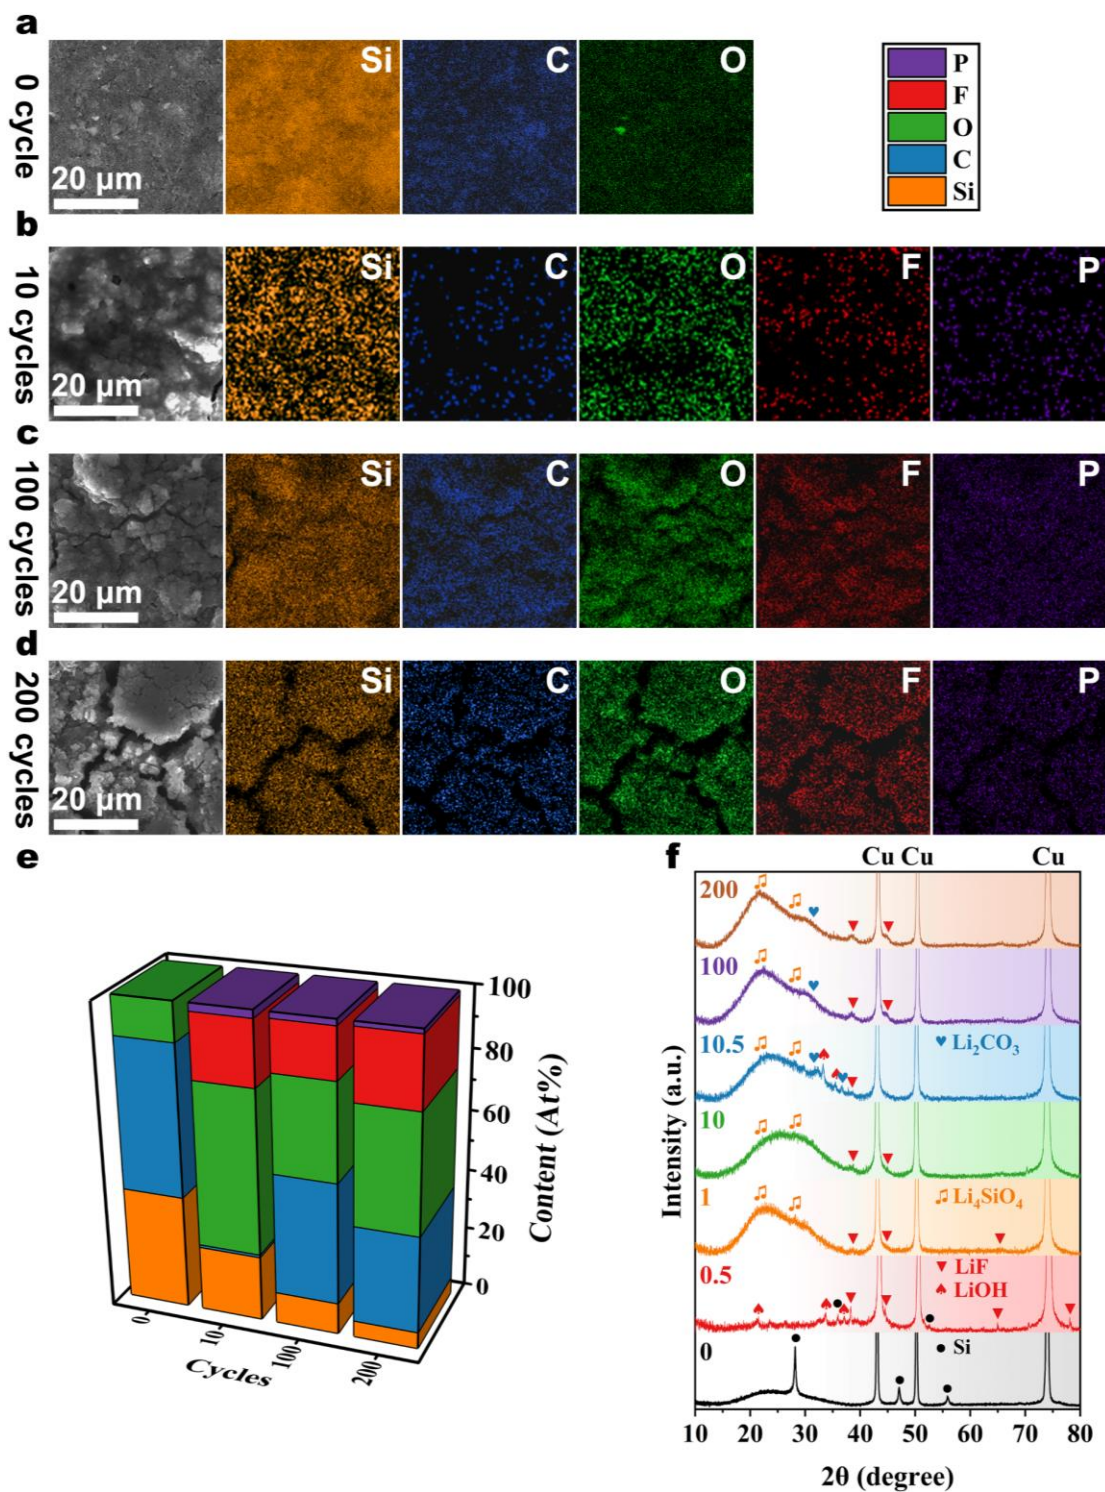 a
0 cycle
20 μm
Si
C
O
P
F
O
C
Si
b
10 cycles
20 μm
Si
C
O
F
P
c
100 cycles
20 μm
Si
C
O
F
P
d
200 cycles
20 μm
Si
C
O
F
P
e
100
80
60
40
20
0
Content (At%)
0
10
100
200
Cycles
f
Cu Cu Cu
200
100
10.5
Li₂CO₃
10
1
Li₄SiO₄
0.5
LiF
LiOH
0
Si
Intensity (a.u.)
10 20 30 40 50 60 70 80
2θ (degree)